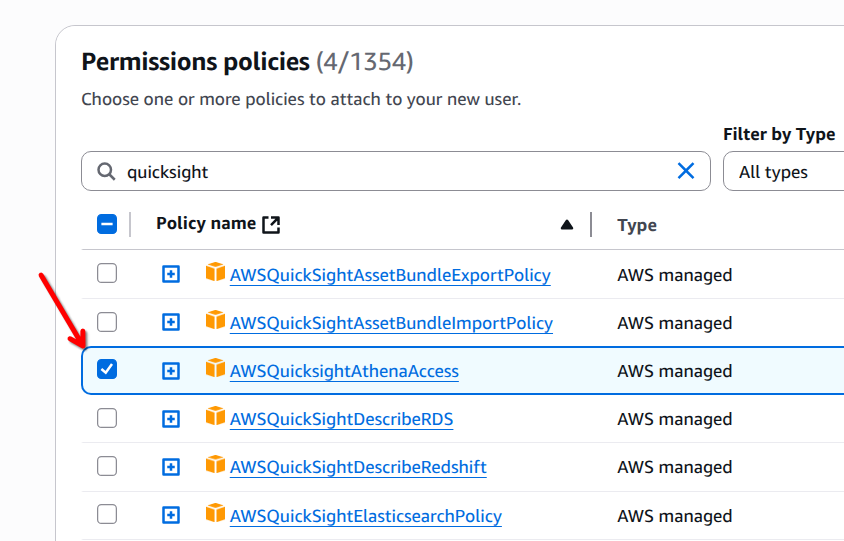 Permissions policies (4/1354)
Choose one or more policies to attach to your new user.
Filter by Type
quicksight
All types
Policy name
Type
AWSQuickSightAssetBundleExportPolicy AWS managed
AWSQuickSightAssetBundleImportPolicy AWS managed
AWSQuicksightAthenaAccess AWS managed
AWSQuickSightDescribeRDS AWS managed
AWSQuickSightDescribeRedshift AWS managed
AWSQuickSightElasticsearchPolicy AWS managed